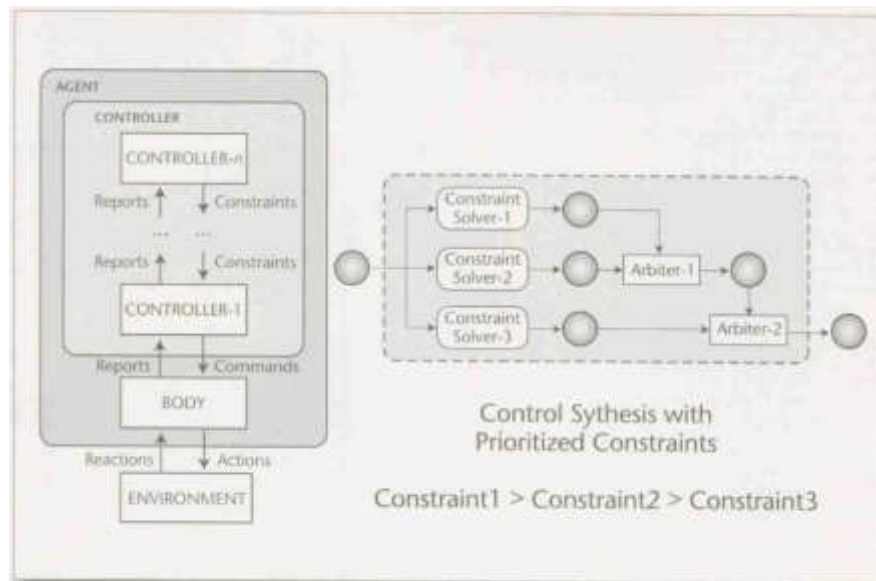 AGENT
CONTROLLER
CONTROLLER-n
Reports
Constraints
...
...
Reports
Constraints
CONTROLLER-1
Reports
Commands
BODY
Reactions
Actions
ENVIRONMENT
Constraint
Solver-1
Constraint
Solver-2
Arbiter-1
Constraint
Solver-3
Arbiter-2
Control Sythesis with
Prioritized Constraints
Constraint1 > Constraint2 > Constraint3